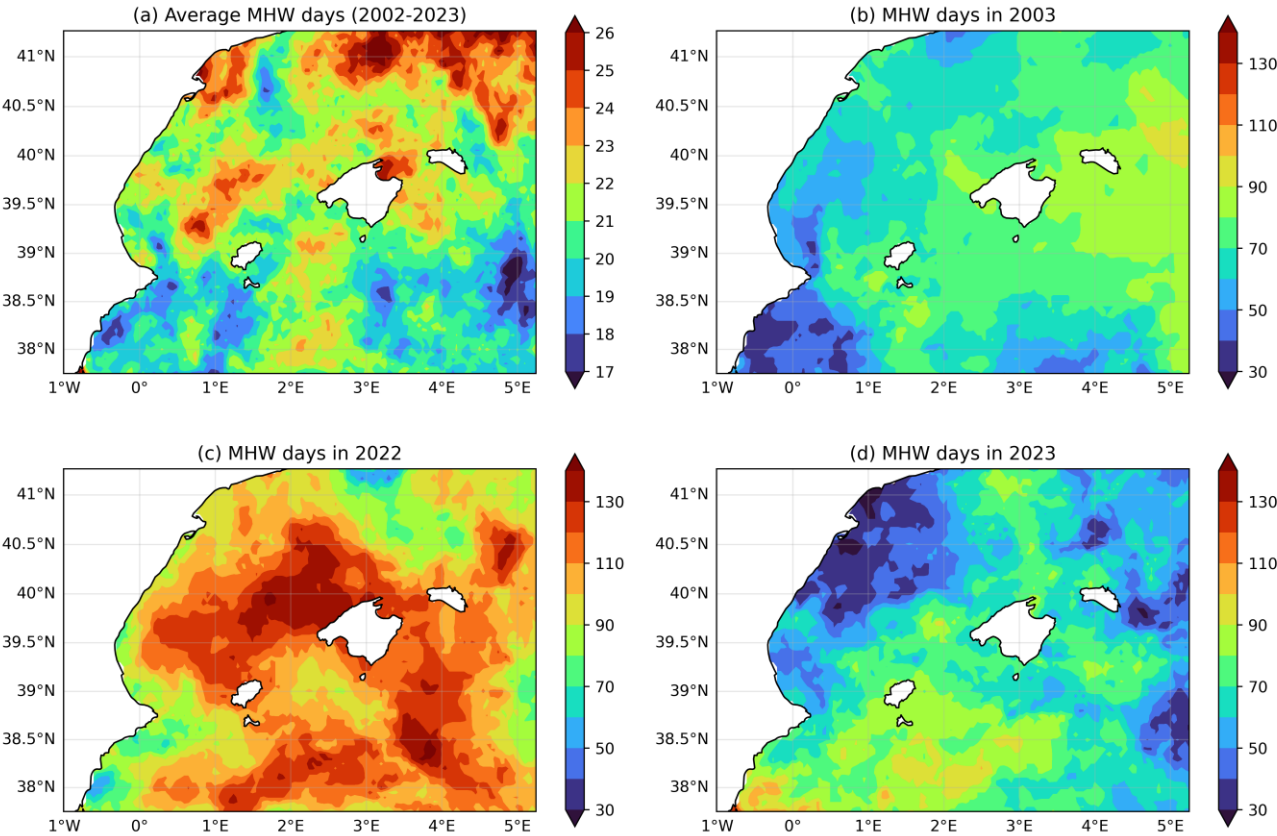 (a) Average MHW days (2002-2023)
41°N
40.5°N
40°N
39.5°N
39°N
38.5°N
38°N
1°W 0° 1°E 2°E 3°E 4°E 5°E
26
25
24
23
22
21
20
19
18
17
(b) MHW days in 2003
41°N
40.5°N
40°N
39.5°N
39°N
38.5°N
38°N
1°W 0° 1°E 2°E 3°E 4°E 5°E
130
110
90
70
50
30
(c) MHW days in 2022
41°N
40.5°N
40°N
39.5°N
39°N
38.5°N
38°N
1°W 0° 1°E 2°E 3°E 4°E 5°E
130
110
90
70
50
30
(d) MHW days in 2023
41°N
40.5°N
40°N
39.5°N
39°N
38.5°N
38°N
1°W 0° 1°E 2°E 3°E 4°E 5°E
130
110
90
70
50
30